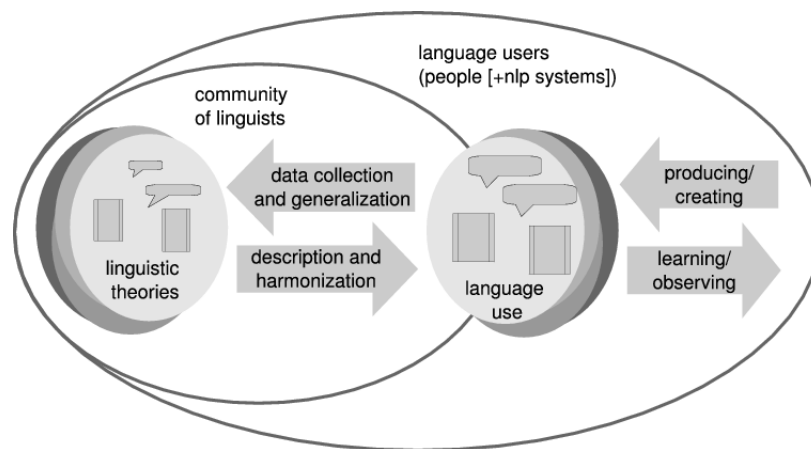 language users
(people [+nlp systems])
community
of linguists
data collection
and generalization
producing/
creating
description and
harmonization
learning/
observing
linguistic
theories
language
use